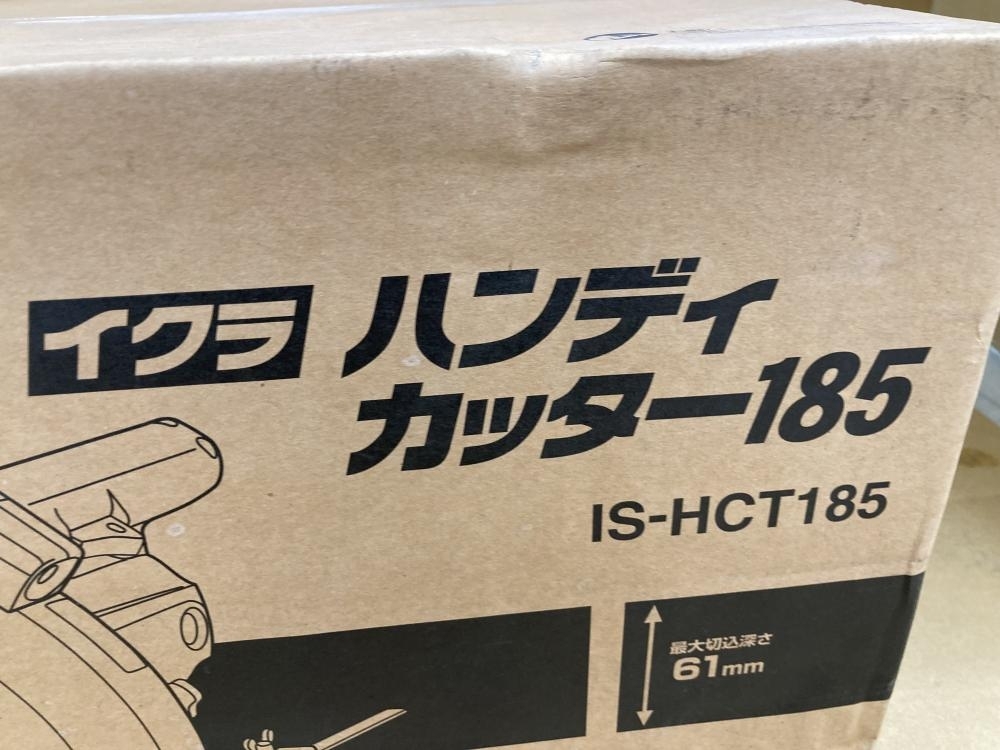 イクラ
ハンディ
カッター185
IS-HCT185
最大切込深さ
61mm